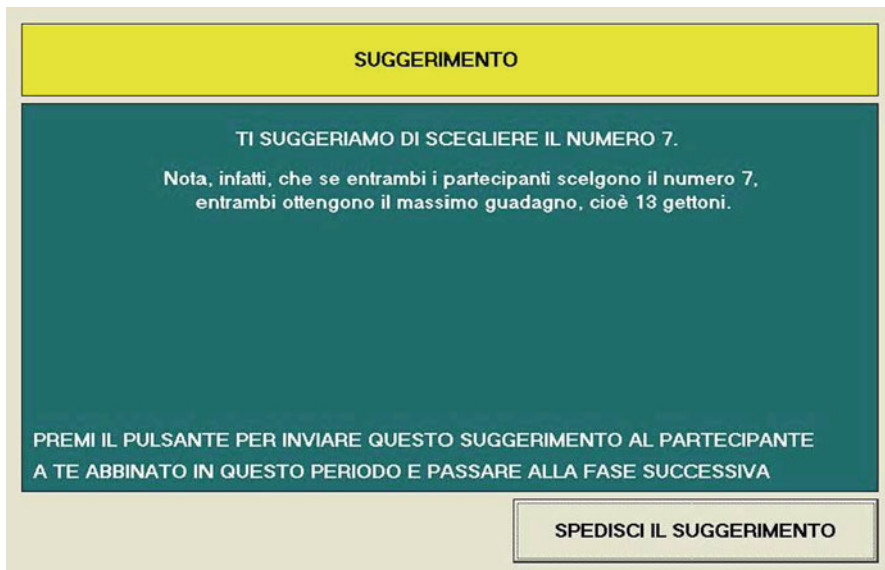 SUGGERIMENTO
TI SUGGERIAMO DI SCEGLIERE IL NUMERO 7.
Nota, infatti, che se entrambi i partecipanti scelgono il numero 7,
entrambi ottengono il massimo guadagno, cioè 13 gettoni.
PREMI IL PULSANTE PER INVIARE QUESTO SUGGERIMENTO AL PARTECIPANTE
A TE ABBINATO IN QUESTO PERIODO E PASSARE ALLA FASE SUCCESSIVA
SPEDISCI IL SUGGERIMENTO